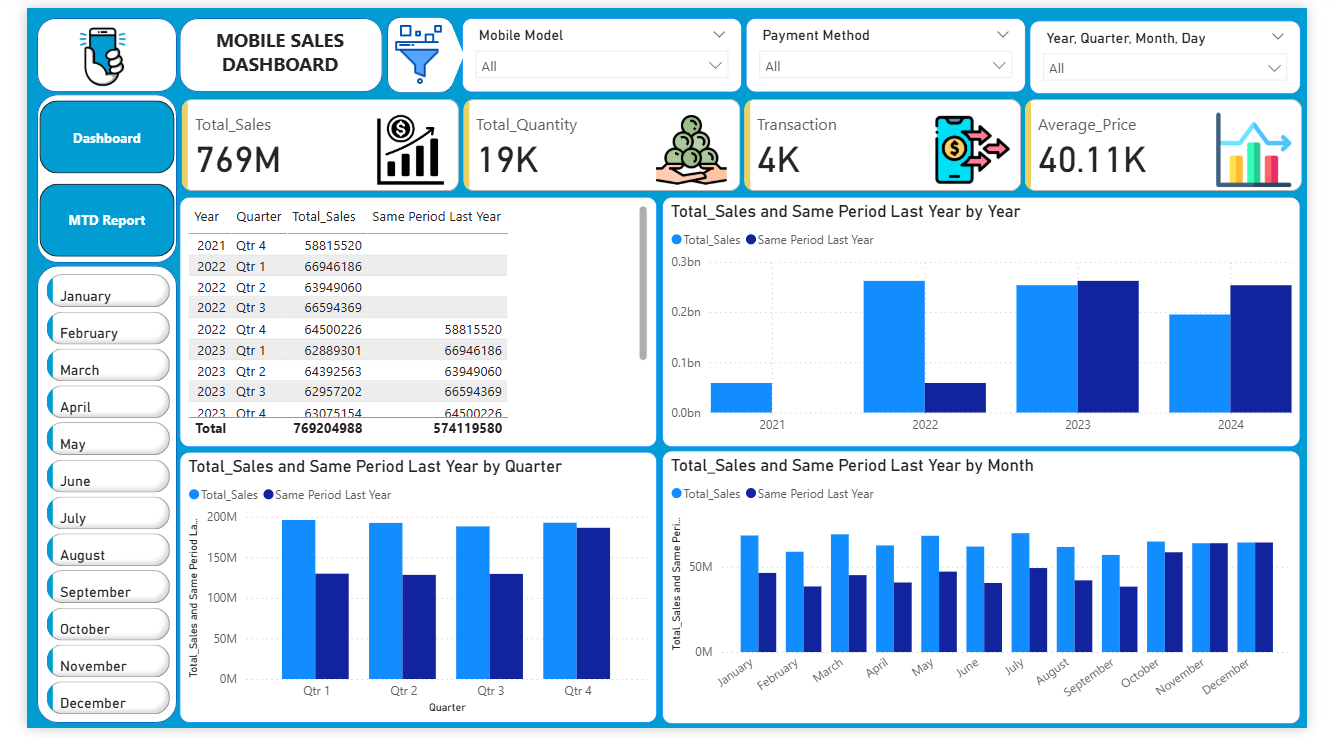 MOBILE SALES
DASHBOARD
Mobile Model
All
Payment Method
All
Year, Quarter, Month, Day
All
Dashboard
MTD Report
Total_Sales
769M
Total_Quantity
19K
Transaction
4K
Average_Price
40.11K
January
February
March
April
May
June
July
August
September
October
November
December
Year Quarter Total_Sales Same Period Last Year
2021 Qtr 4 58815520
2022 Qtr 1 66946186
2022 Qtr 2 63949060
2022 Qtr 3 66594369
2022 Qtr 4 64500226 58815520
2023 Qtr 1 62889301 66946186
2023 Qtr 2 64392563 63949060
2023 Qtr 3 62957202 66594369
2023 Qtr 4 63075154 64500226
Total 769204988 574119580
Total_Sales and Same Period Last Year by Year
Total_Sales Same Period Last Year
0.3bn
0.2bn
0.1bn
0.0bn
2021 2022 2023 2024
Total_Sales and Same Period Last Year by Quarter
Total_Sales Same Period Last Year
Total_Sales and Same Period La...
200M
150M
100M
50M
0M
Qtr 1 Qtr 2 Qtr 3 Qtr 4
Quarter
Total_Sales and Same Period Last Year by Month
Total_Sales Same Period Last Year
Total_Sales and Same Peri...
50M
0M
January February March April May June July August September October November December